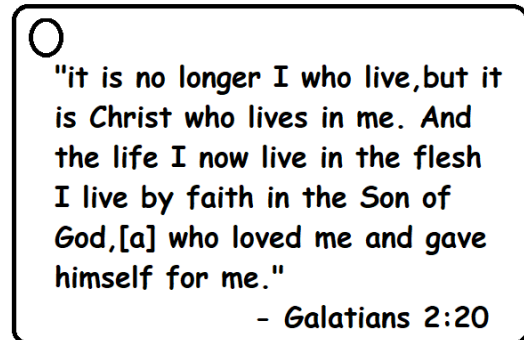 "it is no longer I who live,but it
is Christ who lives in me. And
the life I now live in the flesh
I live by faith in the Son of
God,[a] who loved me and gave
himself for me."
- Galatians 2:20